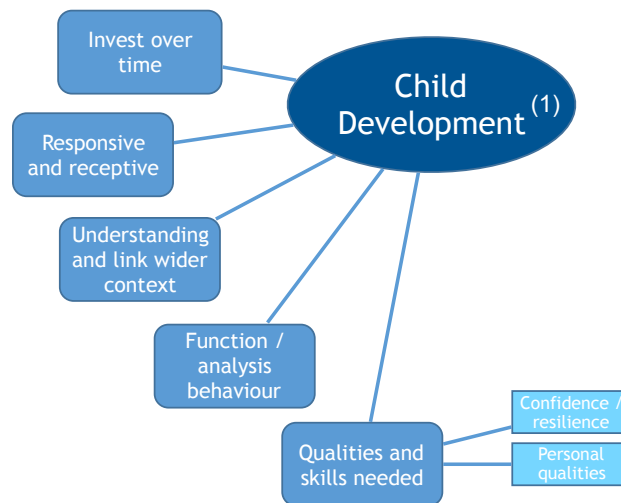 Invest over
time
Child
Development (1)
Responsive
and receptive
Understanding
and link wider
context
Function /
analysis
behaviour
Qualities and
skills needed
Confidence /
resilience
Personal
qualities